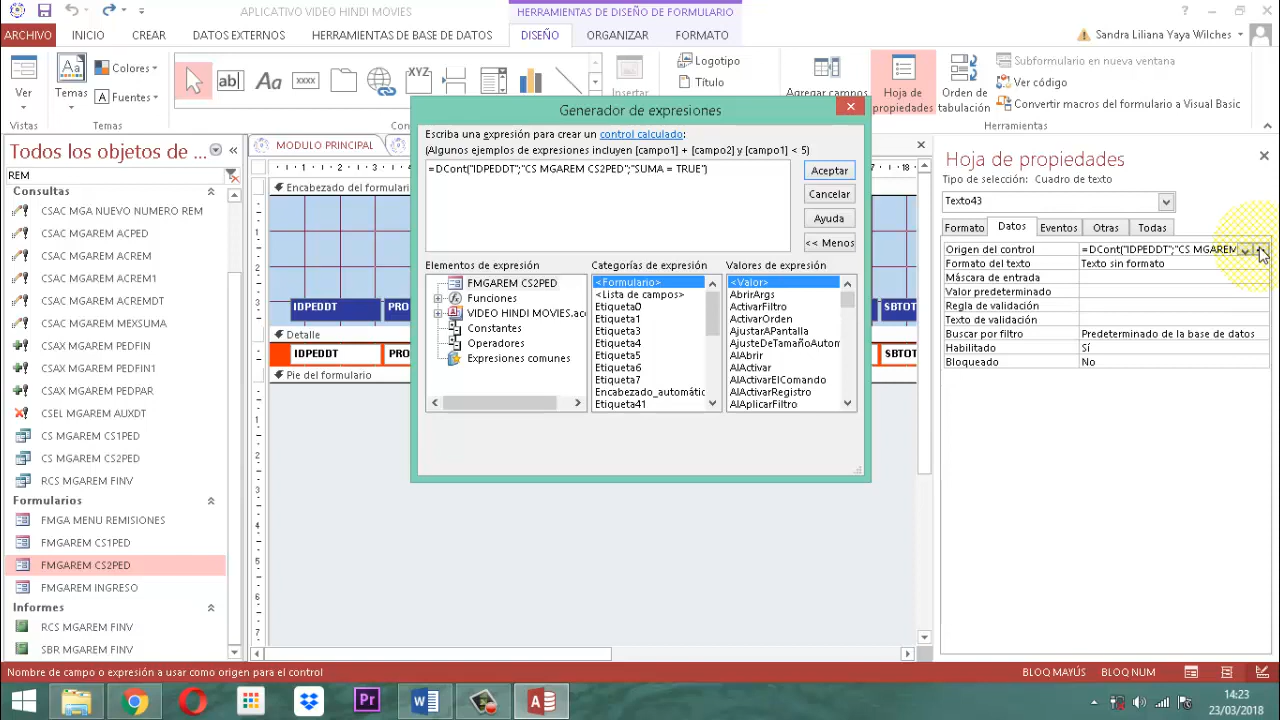 APLICATIVO VIDEO HINDI MOVIES
HERRAMIENTAS DE DISEÑO DE FORMULARIO
ARCHIVO INICIO CREAR DATOS EXTERNOS HERRAMIENTAS DE BASE DE DATOS DISEÑO ORGANIZAR FORMATO Sandra Liliana Yaya Wilches
Ver
Vistas
Temas
Colores
Fuentes
Temas
ab|
Aa
xxxx
XYZ
Insertar
Logotipo
Título
Agregar campos
Hoja de
propiedades
Orden de
tabulación
Subformulario en nueva ventana
Ver código
Convertir macros del formulario a Visual Basic
Herramientas
Todos los objetos de
REM
Consultas
CSAC MGA NUEVO NUMERO REM
CSAC MGAREM ACPED
CSAC MGAREM ACREM
CSAC MGAREM ACREM1
CSAC MGAREM ACREMDT
CSAC MGAREM MEXSUMA
CSAX MGAREM PEDFIN
CSAX MGAREM PEDFIN1
CSAX MGAREM PEDPAR
CSEL MGAREM AUXDT
CS MGAREM CS1PED
CS MGAREM CS2PED
RCS MGAREM FINV
Formularios
FMGA MENU REMISIONES
FMGAREM CS1PED
FMGAREM CS2PED
FMGAREM INGRESO
Informes
RCS MGAREM FINV
SBR MGAREM FINV
MODULO PRINCIPAL
Encabezado del formulario
IDPEDDT PRO SBTOT
Detalle
IDPEDDT PRO SBTOT
Pie del formulario
Generador de expresiones
Escriba una expresión para crear un control calculado:
(Algunos ejemplos de expresiones incluyen [campo1] + [campo2] y [campo1] < 5)
=DCont("IDPEDDT";"CS MGAREM CS2PED";"SUMA = TRUE")
Aceptar
Cancelar
Ayuda
<< Menos
Elementos de expresión
FMGAREM CS2PED
Funciones
VIDEO HINDI MOVIES.acc
Constantes
Operadores
Expresiones comunes
Categorías de expresión
<Formulario>
<Lista de campos>
Etiqueta0
Etiqueta1
Etiqueta3
Etiqueta4
Etiqueta5
Etiqueta6
Etiqueta7
Encabezado_automátic
Etiqueta41
Valores de expresión
<Valor>
AbrirArgs
ActivarFiltro
ActivarOrden
AjustarAPantalla
AjusteDeTamañoAutom
AlAbrir
AlActivar
AlActivarElComando
AlActivarRegistro
AlAplicarFiltro
Hoja de propiedades
Tipo de selección: Cuadro de texto
Texto43
Formato Datos Eventos Otras Todas
Origen del control =DCont("IDPEDDT";"CS MGAREM
Formato del texto Texto sin formato
Máscara de entrada
Valor predeterminado
Regla de validación
Texto de validación
Buscar por filtro Predeterminado de la base de datos
Habilitado Sí
Bloqueado No
Nombre de campo o expresión a usar como origen para el control BLOQ MAYÚS BLOQ NUM
14:23
23/03/2018